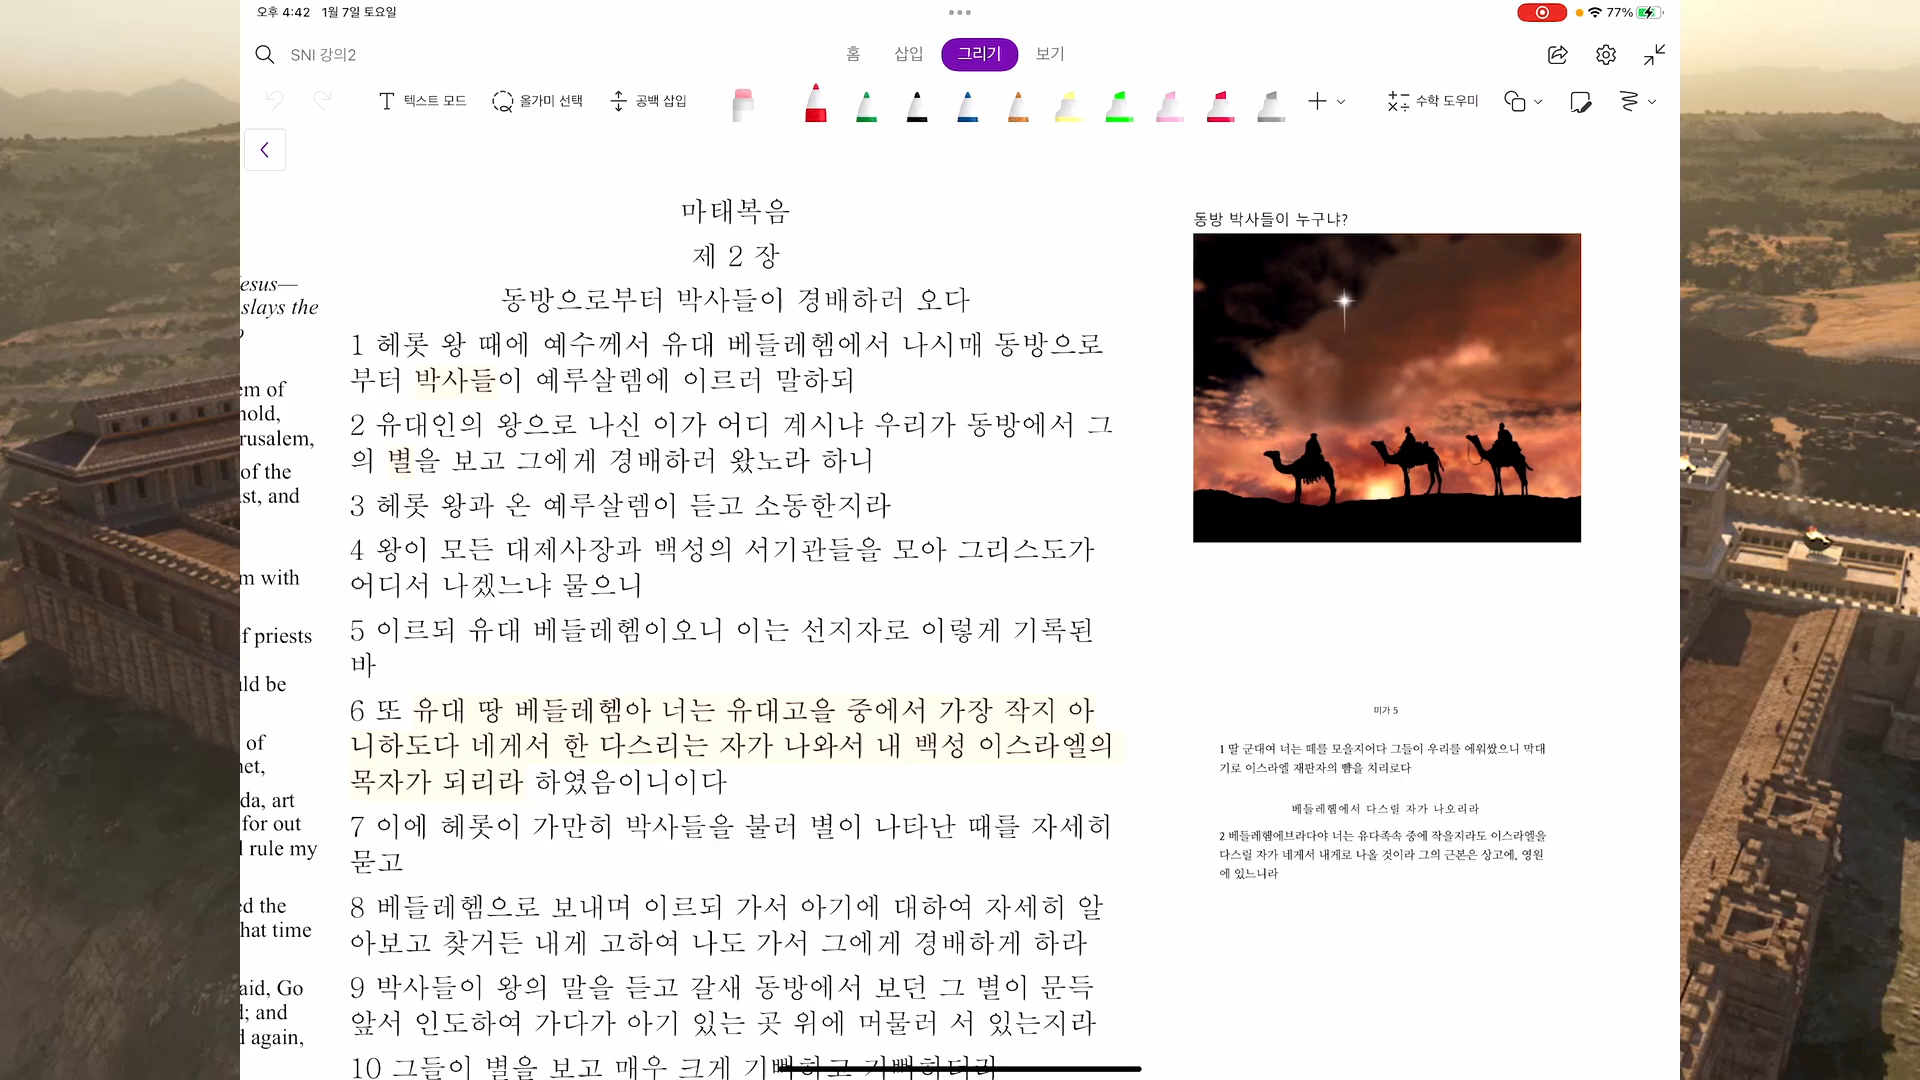 오후 4:42 1월 7일 토요일
77%
SNI 강의2
홈 삽입 그리기 보기
텍스트 모드 올가미 선택 공백 삽입 수학 도우미
esus—
slays the
em of
hold,
rusalem,
of the
st, and
m with
f priests
ld be
of
het,
da, art
for out
l rule my
ed the
hat time
aid, Go
d; and
d again,
마태복음
제 2 장
동방으로부터 박사들이 경배하러 오다
1 헤롯 왕 때에 예수께서 유대 베들레헴에서 나시매 동방으로
부터 박사들이 예루살렘에 이르러 말하되
2 유대인의 왕으로 나신 이가 어디 계시냐 우리가 동방에서 그
의 별을 보고 그에게 경배하러 왔노라 하니
3 헤롯 왕과 온 예루살렘이 듣고 소동한지라
4 왕이 모든 대제사장과 백성의 서기관들을 모아 그리스도가
어디서 나겠느냐 물으니
5 이르되 유대 베들레헴이오니 이는 선지자로 이렇게 기록된
바
6 또 유대 땅 베들레헴아 너는 유대고을 중에서 가장 작지 아
니하도다 네게서 한 다스리는 자가 나와서 내 백성 이스라엘의
목자가 되리라 하였음이니이다
7 이에 헤롯이 가만히 박사들을 불러 별이 나타난 때를 자세히
묻고
8 베들레헴으로 보내며 이르되 가서 아기에 대하여 자세히 알
아보고 찾거든 내게 고하여 나도 가서 그에게 경배하게 하라
9 박사들이 왕의 말을 듣고 갈새 동방에서 보던 그 별이 문득
앞서 인도하여 가다가 아기 있는 곳 위에 머물러 서 있는지라
10 그들이 별을 보고 매우 크게 기뻐하고 기뻐하더라
동방 박사들이 누구냐?
미가 5
1 딸 군대여 너는 떼를 모을지어다 그들이 우리를 에워쌌으니 막대
기로 이스라엘 재판자의 뺨을 치리로다
베들레헴에서 다스릴 자가 나오리라
2 베들레헴에브라다야 너는 유다족속 중에 작을지라도 이스라엘을
다스릴 자가 네게서 내게로 나올 것이라 그의 근본은 상고에, 영원
에 있느니라